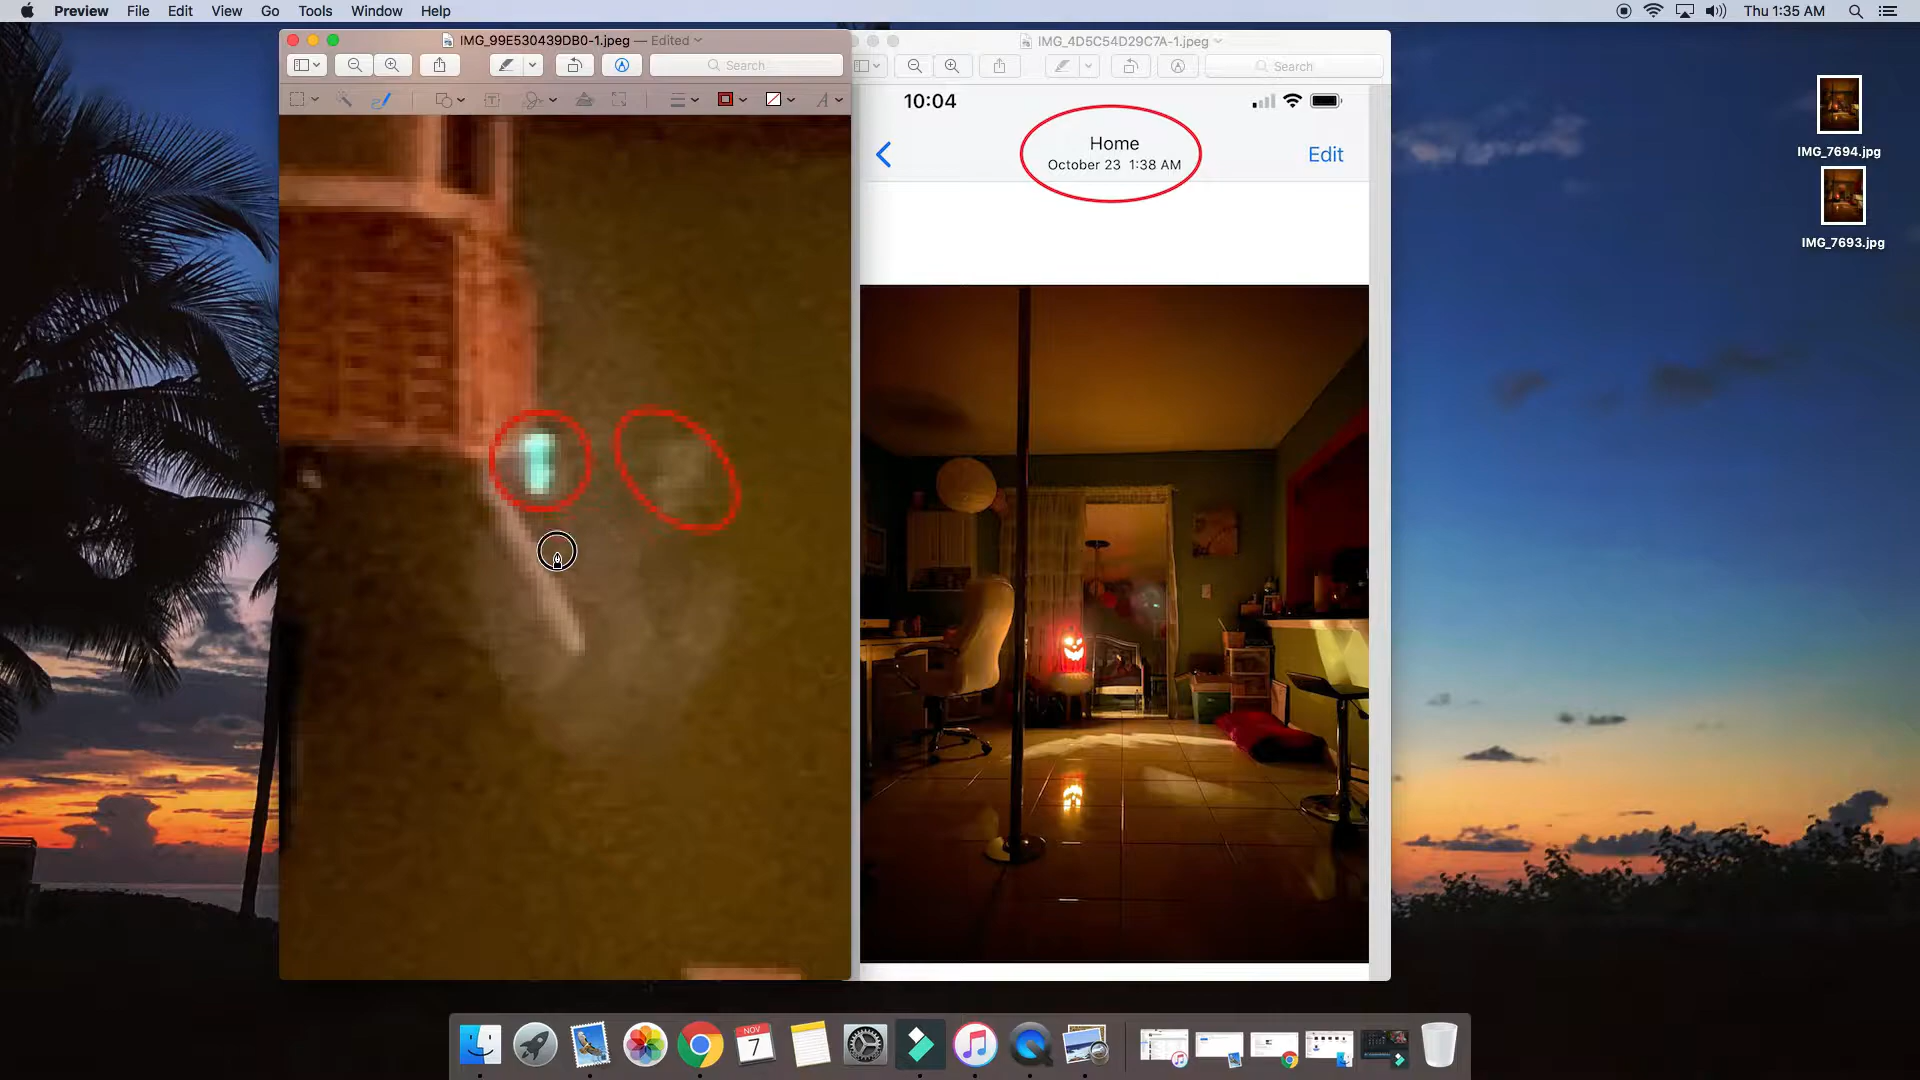 Preview File Edit View Go Tools Window Help
Thu 1:35 AM
IMG_99E530439DB0-1.jpeg — Edited
Search
IMG_4D5C54D29C7A-1.jpeg
Search
10:04
Home
October 23 1:38 AM
Edit
IMG_7694.jpg
IMG_7693.jpg
NOV
7